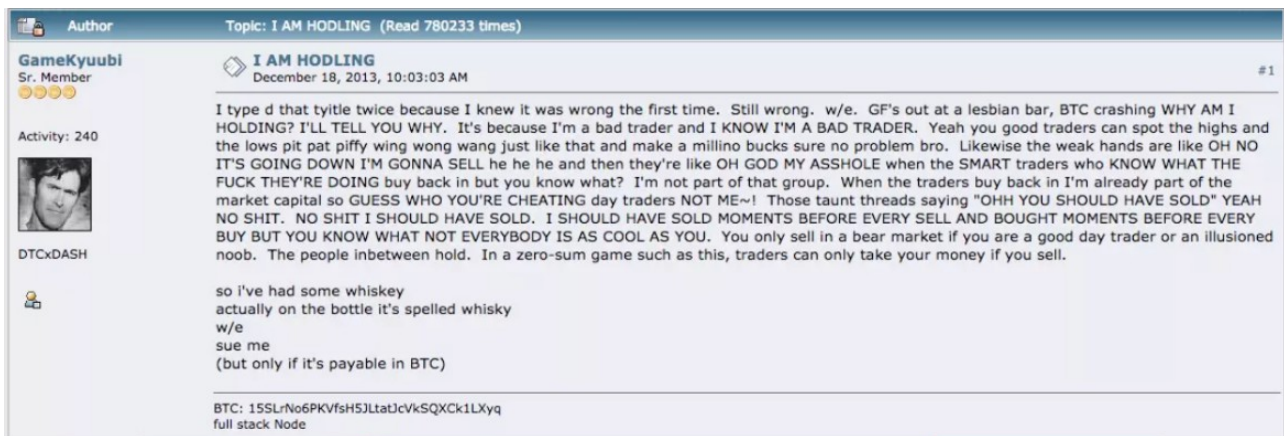 Author Topic: I AM HODLING (Read 780233 times)
GameKyuubi
Sr. Member
Activity: 240
DTCxDASH
I AM HODLING
December 18, 2013, 10:03:03 AM
#1
I type d that tyitle twice because I knew it was wrong the first time. Still wrong. w/e. GF's out at a lesbian bar, BTC crashing WHY AM I
HOLDING? I'LL TELL YOU WHY. It's because I'm a bad trader and I KNOW I'M A BAD TRADER. Yeah you good traders can spot the highs and
the lows pit pat piffy wing wong wang just like that and make a millino bucks sure no problem bro. Likewise the weak hands are like OH NO
IT'S GOING DOWN I'M GONNA SELL he he he and then they're like OH GOD MY ASSHOLE when the SMART traders who KNOW WHAT THE
FUCK THEY'RE DOING buy back in but you know what? I'm not part of that group. When the traders buy back in I'm already part of the
market capital so GUESS WHO YOU'RE CHEATING day traders NOT ME~! Those taunt threads saying "OHH YOU SHOULD HAVE SOLD" YEAH
NO SHIT. NO SHIT I SHOULD HAVE SOLD. I SHOULD HAVE SOLD MOMENTS BEFORE EVERY SELL AND BOUGHT MOMENTS BEFORE EVERY
BUY BUT YOU KNOW WHAT NOT EVERYBODY IS AS COOL AS YOU. You only sell in a bear market if you are a good day trader or an illusioned
noob. The people inbetween hold. In a zero-sum game such as this, traders can only take your money if you sell.
so i've had some whiskey
actually on the bottle it's spelled whisky
w/e
sue me
(but only if it's payable in BTC)
BTC: 15SLrNo6PKVfsH5JLtatJcVkSQXCk1LXyq
full stack Node